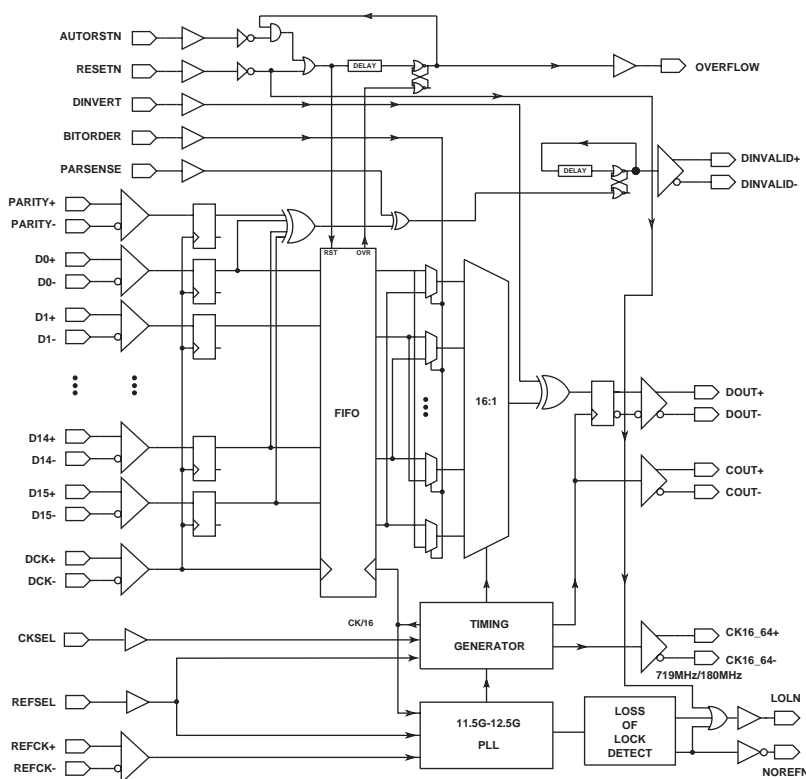 AUTORSTN
RESETN
DINVERT
BITORDER
PARSENSE
PARITY+
PARITY-
D0+
D0-
D1+
D1-
D14+
D14-
D15+
D15-
DCK+
DCK-
CKSEL
REFSEL
REFCK+
REFCK-
DELAY
OVERFLOW
DELAY
DINVALID+
DINVALID-
RST
OVR
FIFO
16:1
DOUT+
DOUT-
COUT+
COUT-
CK/16
TIMING
GENERATOR
CK16_64+
CK16_64-
719MHz/180MHz
11.5G-12.5G
PLL
LOSS
OF
LOCK
DETECT
LOLN
NOREFN